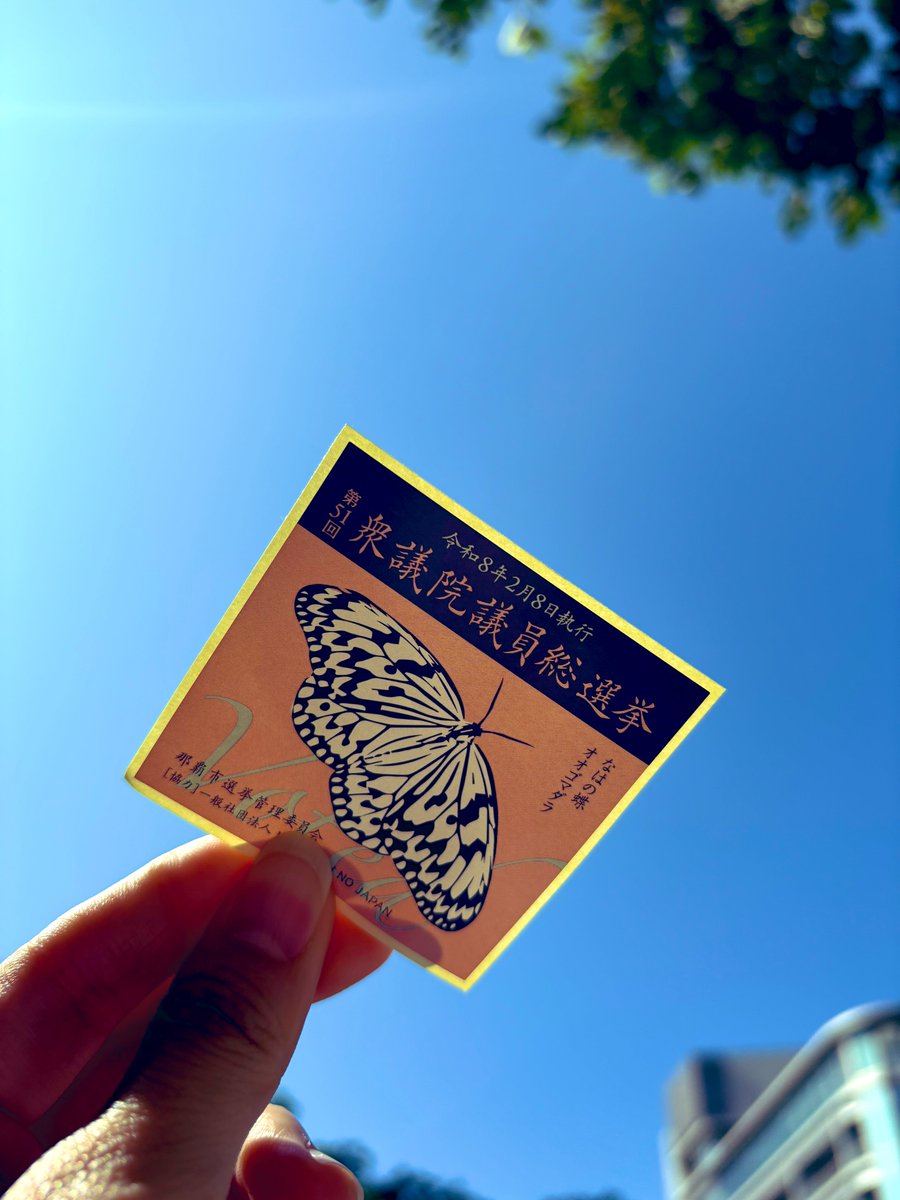 令和8年2月8日執行
第51回
衆議院議員総選挙
なはの蝶
オオゴマダラ
那覇市選挙管理委員会
[協力]一般社団法人
NO JAPAN